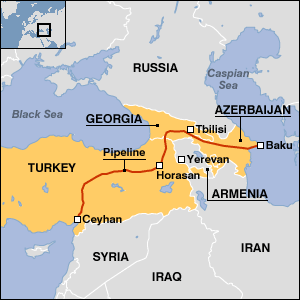 RUSSIA
Caspian
Sea
Black Sea
GEORGIA
AZERBAIJAN
Tbilisi
Baku
TURKEY
Pipeline
Yerevan
Horasan
ARMENIA
Ceyhan
SYRIA
IRAN
IRAQ